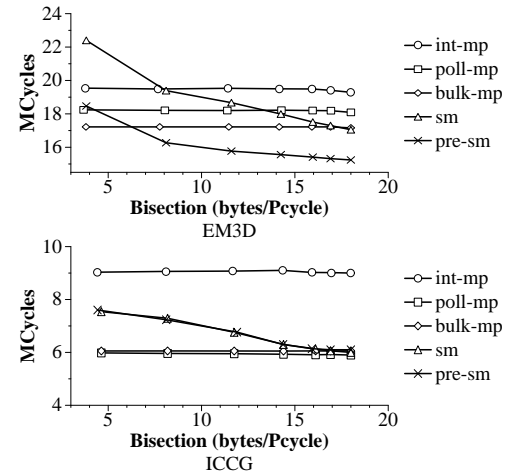 24
22
20
18
16
MCycles
5
10
15
20
Bisection (bytes/Pcycle)
EM3D
int-mp
poll-mp
bulk-mp
sm
pre-sm
10
8
6
4
MCycles
5
10
15
20
Bisection (bytes/Pcycle)
ICCG
int-mp
poll-mp
bulk-mp
sm
pre-sm